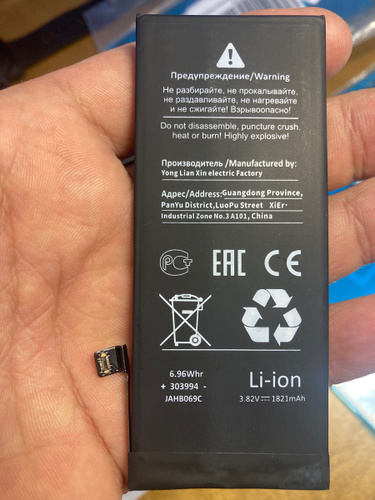 Предупреждение/Warning
Не разбирайте, не прокалывайте,
не раздавливайте, не нагревайте
и не сжигайте! Взрывоопасно!
Do not disassemble, puncture crush.
heat or burn! Highly explosive!
Производитель /Manufactured by:
Yong Lian Xin electric Factory
Адрес/Address: Guangdong Province,
PanYu District,LuoPu Street XiEr-
Industrial Zone No.3 A101, China
РСТ EAC CE
6.96Whr
+ 303994 -
JAHB069C
Li-ion
3.82V⎓1821mAh